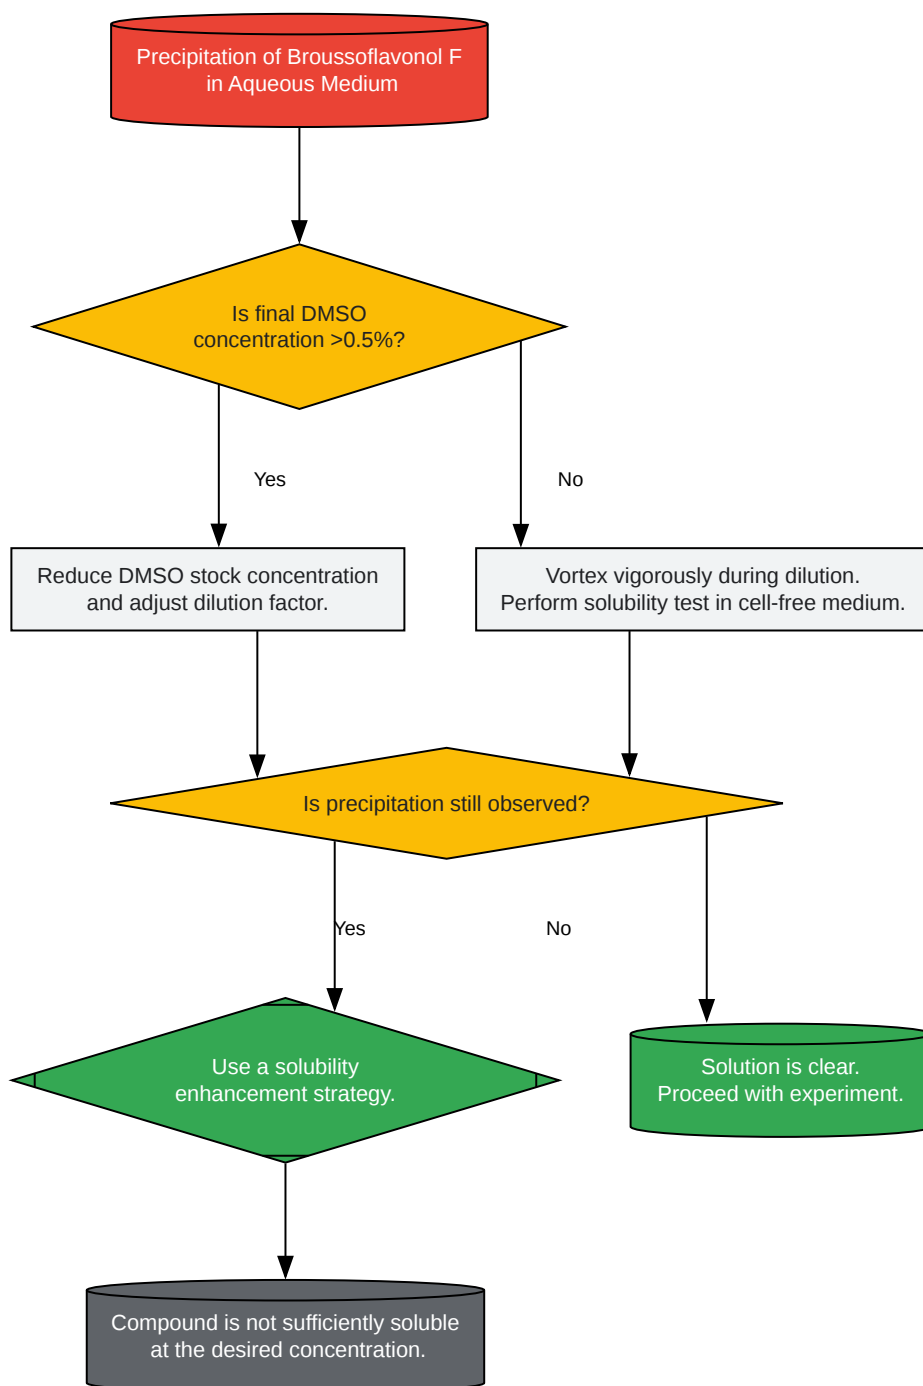 Precipitation of Broussoflavonol F
in Aqueous Medium
Is final DMSO
concentration >0.5%?
Yes
No
Reduce DMSO stock concentration
and adjust dilution factor.
Vortex vigorously during dilution.
Perform solubility test in cell-free medium.
Is precipitation still observed?
Yes
No
Use a solubility
enhancement strategy.
Solution is clear.
Proceed with experiment.
Compound is not sufficiently soluble
at the desired concentration.